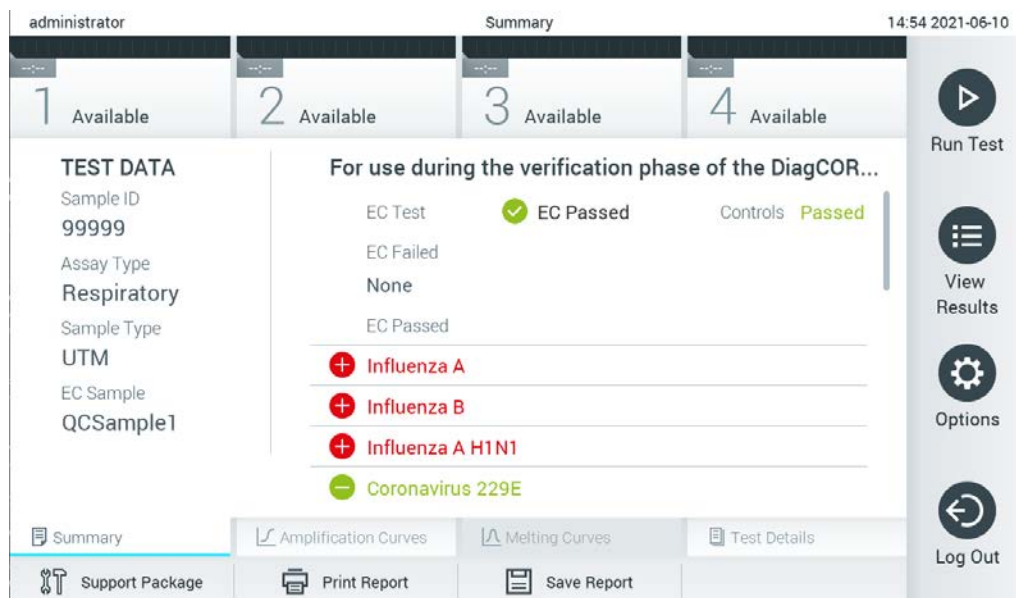 administrator
Summary
14:54 2021-06-10
--:--
1 Available
--:--
2 Available
--:--
3 Available
--:--
4 Available
Run Test
View
Results
Options
Log Out
TEST DATA
Sample ID
99999
Assay Type
Respiratory
Sample Type
UTM
EC Sample
QCSample1
For use during the verification phase of the DiagCOR...
EC Test EC Passed Controls Passed
EC Failed
None
EC Passed
Influenza A
Influenza B
Influenza A H1N1
Coronavirus 229E
Summary
Amplification Curves
Melting Curves
Test Details
Support Package
Print Report
Save Report